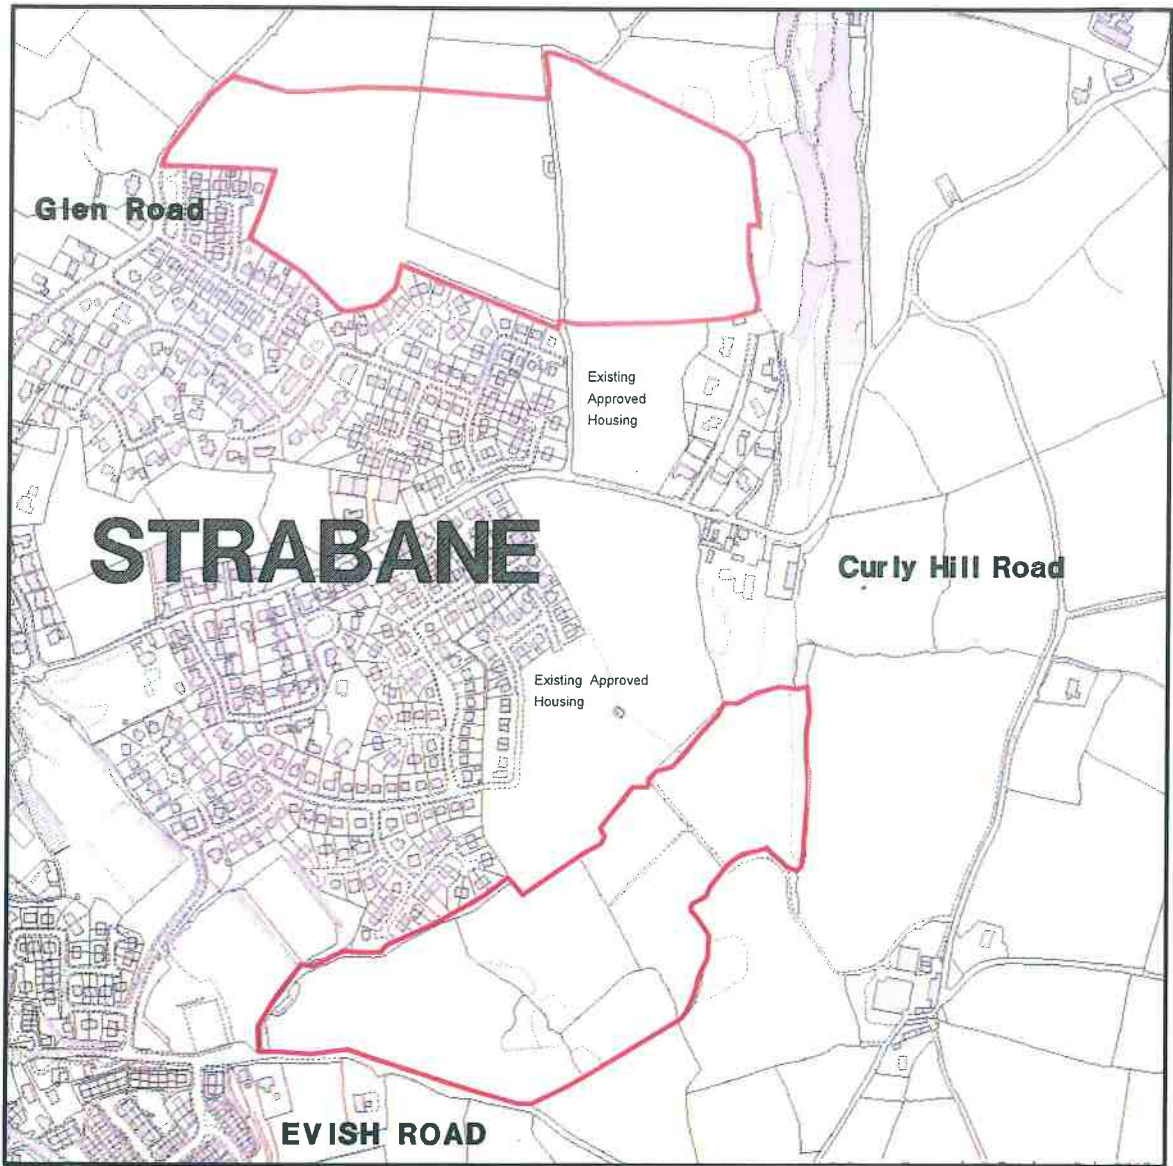 Glen Road
Existing
Approved
Housing
STRABANE
Curly Hill Road
Existing Approved
Housing
EVISH ROAD